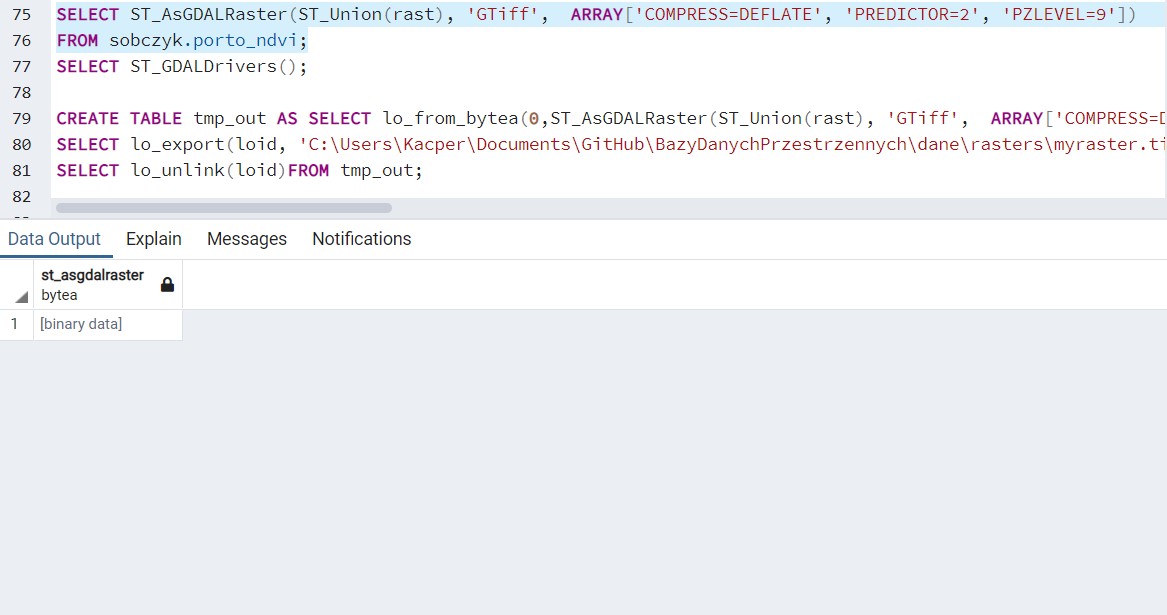 75 SELECT ST_AsGDALRaster(ST_Union(rast), 'GTiff',  ARRAY['COMPRESS=DEFLATE', 'PREDICTOR=2', 'PZLEVEL=9'])
76 FROM sobczyk.porto_ndvi;
77 SELECT ST_GDALDrivers();
78
79 CREATE TABLE tmp_out AS SELECT lo_from_bytea(0,ST_AsGDALRaster(ST_Union(rast), 'GTiff',  ARRAY['COMPRESS=
80 SELECT lo_export(loid, 'C:\Users\Kacper\Documents\GitHub\BazyDanychPrzestrzennych\dane\rasters\myraster.ti
81 SELECT lo_unlink(loid)FROM tmp_out;
82
Data Output Explain Messages Notifications
st_asgdalraster
bytea
1 [binary data]